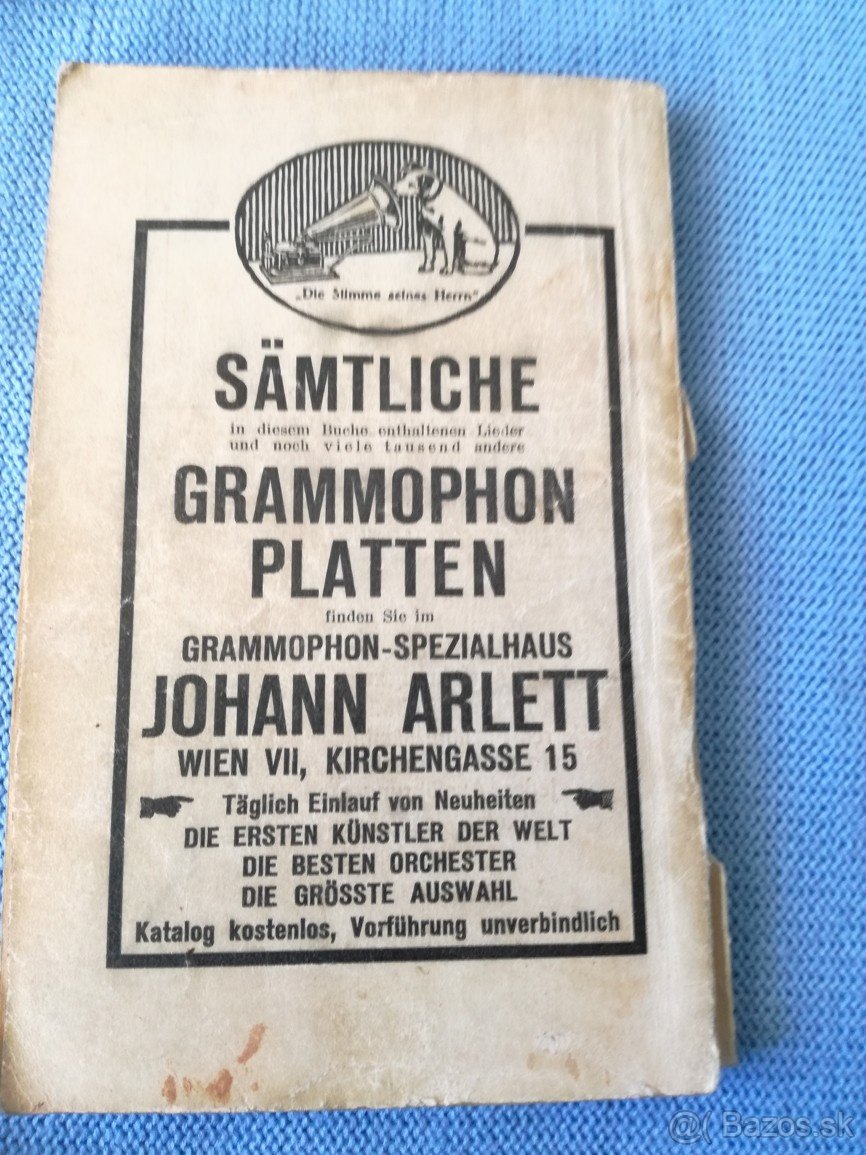 „Die Stimme seines Herrn"
SÄMTLICHE
in diesem Buche enthaltenen Lieder
und noch viele tausend andere
GRAMMOPHON
PLATTEN
finden Sie im
GRAMMOPHON-SPEZIALHAUS
JOHANN ARLETT
WIEN VII, KIRCHENGASSE 15
Täglich Einlauf von Neuheiten
DIE ERSTEN KÜNSTLER DER WELT
DIE BESTEN ORCHESTER
DIE GRÖSSTE AUSWAHL
Katalog kostenlos, Vorführung unverbindlich
@( Bazos.sk